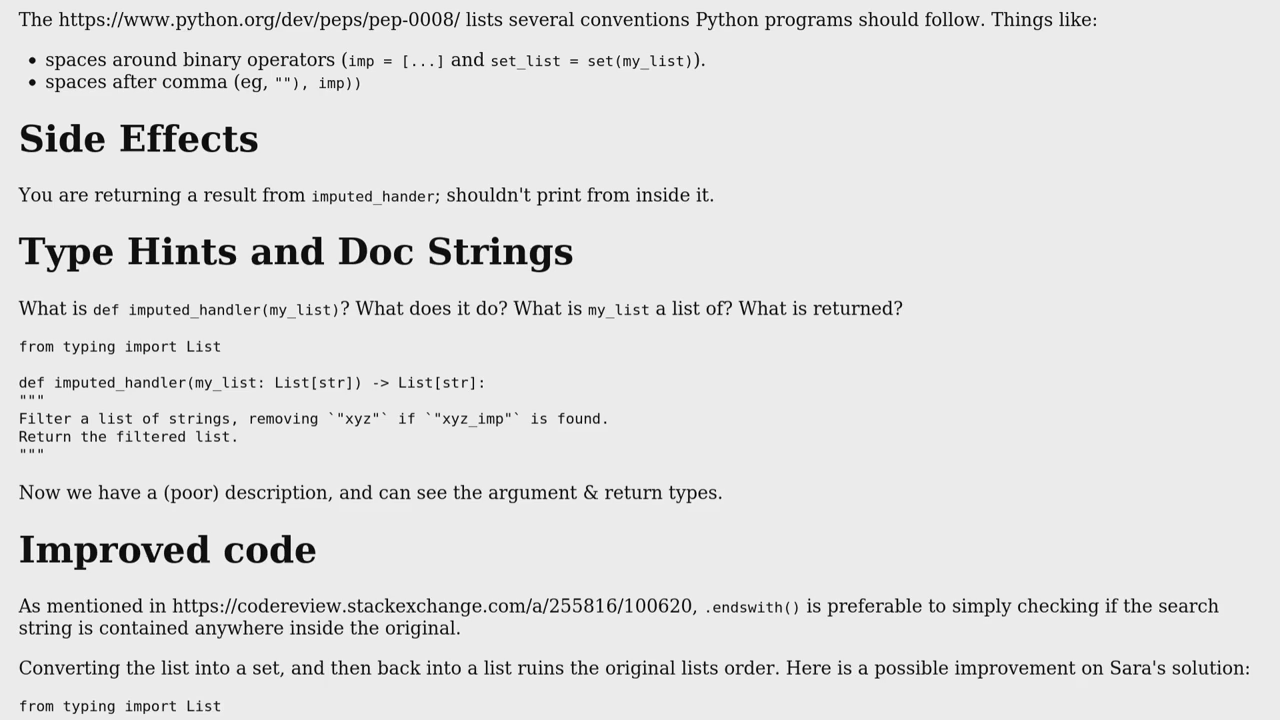 The https://www.python.org/dev/peps/pep-0008/ lists several conventions Python programs should follow. Things like:
• spaces around binary operators (imp = [...] and set_list = set(my_list)).
• spaces after comma (eg, ""), imp))
Side Effects
You are returning a result from imputed_hander; shouldn't print from inside it.
Type Hints and Doc Strings
What is def imputed_handler(my_list)? What does it do? What is my_list a list of? What is returned?
from typing import List
def imputed_handler(my_list: List[str]) -> List[str]:
"""
Filter a list of strings, removing `"xyz"` if `"xyz_imp"` is found.
Return the filtered list.
"""
Now we have a (poor) description, and can see the argument & return types.
Improved code
As mentioned in https://codereview.stackexchange.com/a/255816/100620, .endswith() is preferable to simply checking if the search
string is contained anywhere inside the original.
Converting the list into a set, and then back into a list ruins the original lists order. Here is a possible improvement on Sara's solution:
from typing import List